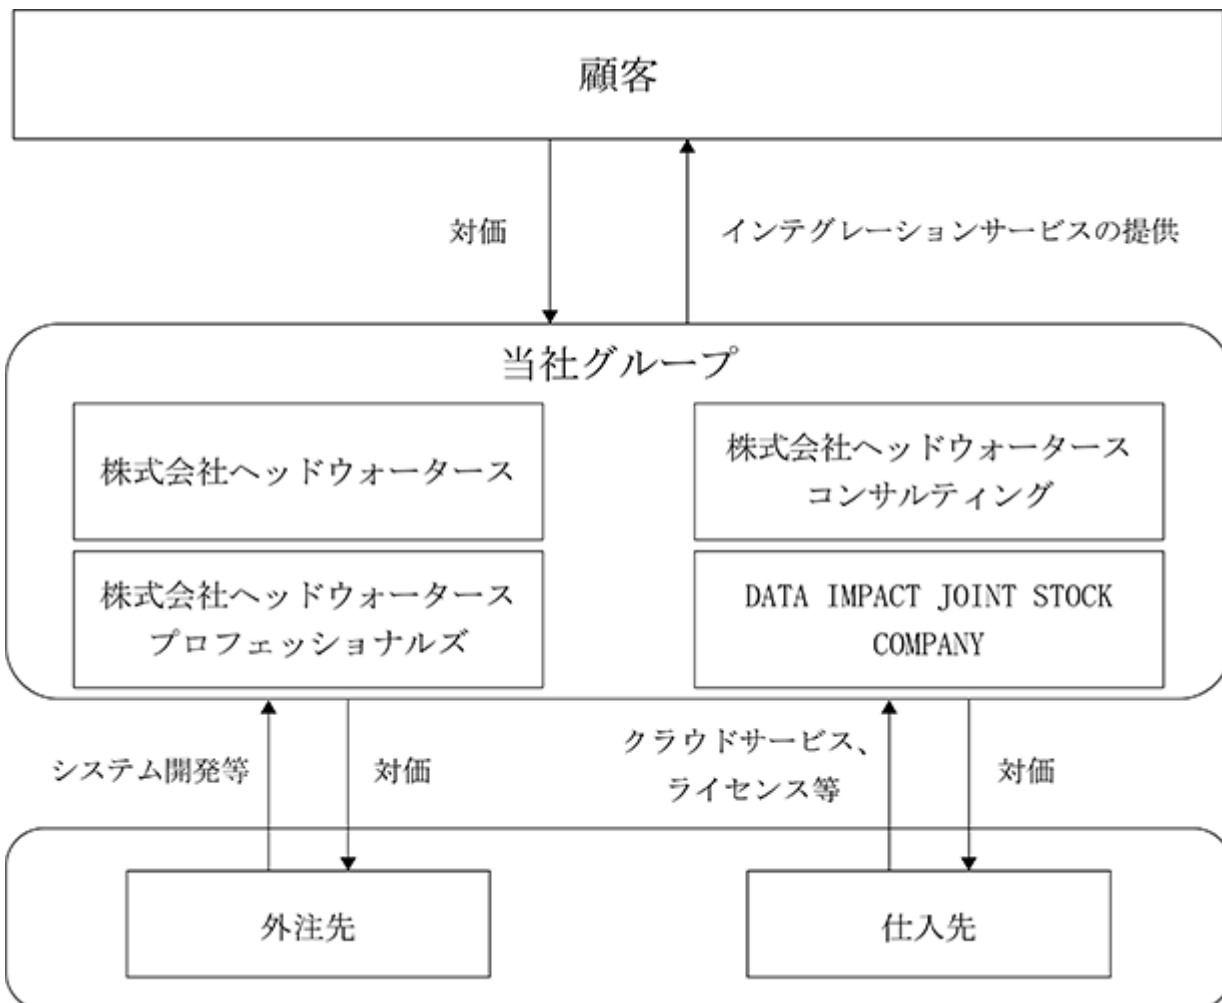 顧客
対価
インテグレーションサービスの提供
当社グループ
株式会社ヘッドウォータース
株式会社ヘッドウォータース
コンサルティング
株式会社ヘッドウォータース
プロフェッショナルズ
DATA IMPACT JOINT STOCK
COMPANY
システム開発等
対価
クラウドサービス、
ライセンス等
対価
外注先
仕入先